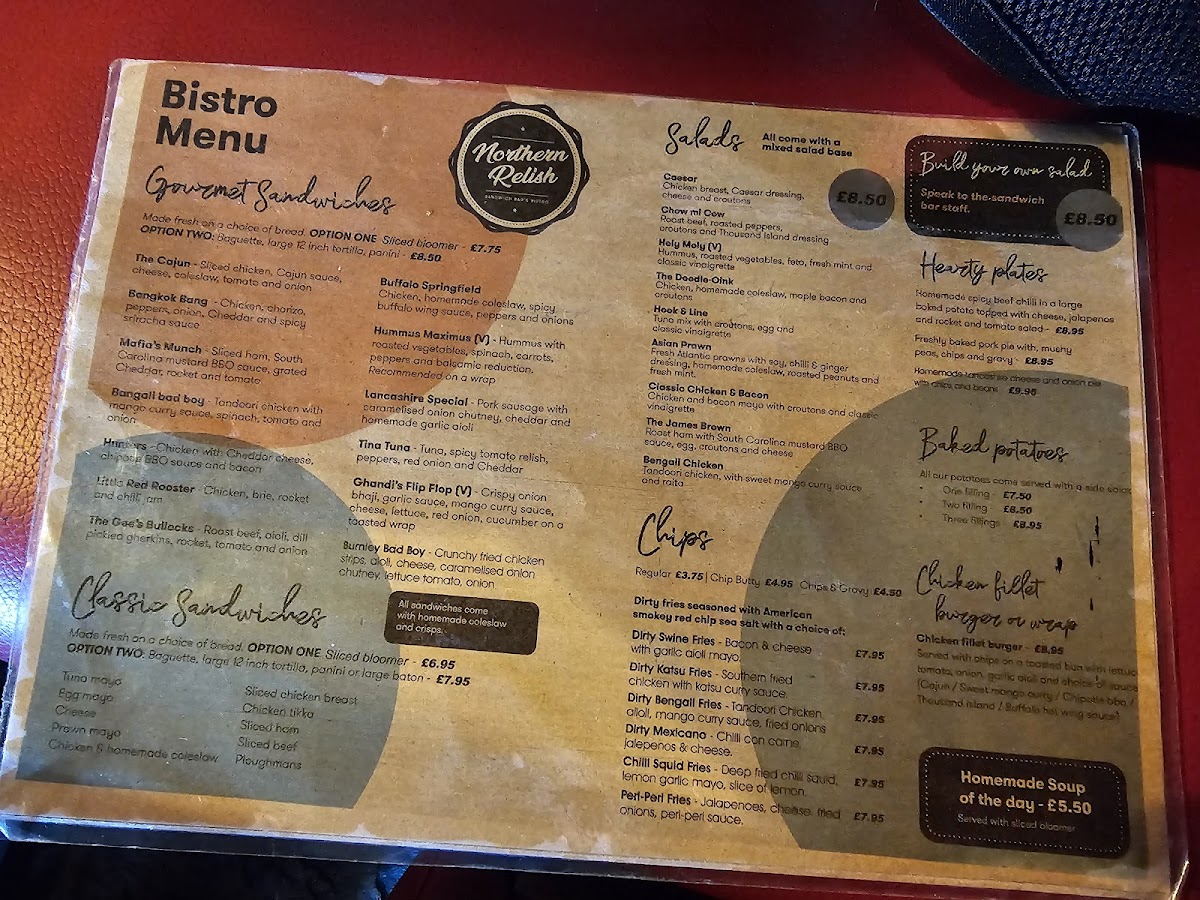 Bistro
Menu
Northern
Relish
SANDWICH BAR & BISTRO
Gourmet Sandwiches
Made fresh on a choice of bread. OPTION ONE Sliced bloomer - £7.75
OPTION TWO: Baguette, large 12 inch tortilla, panini - £8.50
The Cajun - Sliced chicken, Cajun sauce,
cheese, coleslaw, tomato and onion
Bangkok Bang - Chicken, chorizo,
peppers, onion, Cheddar and spicy
sriracha sauce
Mafia's Munch - Sliced ham, South
Carolina mustard BBQ sauce, grated
Cheddar, rocket and tomato
Bangali bad boy - Tandoori chicken with
mango curry sauce, spinach, tomato and
onion
Hunters - Chicken with Cheddar cheese,
chipotle BBQ sauce and bacon
Little Red Rooster - Chicken, brie, rocket
and chilli jam
The Gee's Bullocks - Roast beef, aioli, dill
pickled gherkins, rocket, tomato and onion
Buffalo Springfield
Chicken, homemade coleslaw, spicy
buffalo wing sauce, peppers and onions
Hummus Maximus (V) - Hummus with
roasted vegetables, spinach, carrots,
peppers and balsamic reduction.
Recommended on a wrap
Lancashire Special - Pork sausage with
caramelised onion chutney, cheddar and
homemade garlic aioli
Tina Tuna - Tuna, spicy tomato relish,
peppers, red onion and Cheddar
Ghandi's Flip Flop (V) - Crispy onion
bhaji, garlic sauce, mango curry sauce,
cheese, lettuce, red onion, cucumber on a
toasted wrap
Burnley Bad Boy - Crunchy fried chicken
strips, aioli, cheese, caramelised onion
chutney, lettuce tomato, onion
All sandwiches come
with homemade coleslaw
and crisps.
Classic Sandwiches
Made fresh on a choice of bread. OPTION ONE Sliced bloomer - £6.95
OPTION TWO: Baguette, large 12 inch tortilla, panini or large baton - £7.95
Tuna mayo
Egg mayo
Cheese
Prawn mayo
Chicken & homemade coleslaw
Sliced chicken breast
Chicken tikka
Sliced ham
Sliced beef
Ploughmans
Salads
All come with a
mixed salad base
£8.50
Caesar
Chicken breast, Caesar dressing,
cheese and croutons
Chow mi Cow
Roast beef, roasted peppers,
croutons and Thousand Island dressing
Holy Moly (V)
Hummus, roasted vegetables, feta, fresh mint and
classic vinaigrette
The Doodle-Oink
Chicken, homemade coleslaw, maple bacon and
croutons
Hook & Line
Tuna mix with croutons, egg and
classic vinaigrette
Asian Prawn
Fresh Atlantic prawns with soy, chilli & ginger
dressing, homemade coleslaw, roasted peanuts and
fresh mint.
Classic Chicken & Bacon
Chicken and bacon mayo with croutons and classic
vinaigrette
The James Brown
Roast ham with South Carolina mustard BBQ
sauce, egg, croutons and cheese
Bengali Chicken
Tandoori chicken, with sweet mango curry sauce
and raita
Chips
Regular £3.75 | Chip Butty £4.95 Chips & Gravy £4.50
Dirty fries seasoned with American
smokey red chip sea salt with a choice of:
Dirty Swine Fries - Bacon & cheese
with garlic aioli mayo. £7.95
Dirty Katsu Fries - Southern fried
chicken with katsu curry sauce. £7.95
Dirty Bengali Fries - Tandoori Chicken,
ailoli, mango curry sauce, fried onions £7.95
Dirty Mexicano - Chilli con carne,
jalepenos & cheese. £7.95
Chilli Squid Fries - Deep fried chilli squid,
lemon garlic mayo, slice of lemon. £7.95
Peri-Peri Fries - Jalapenoes, cheese, fried
onions, peri-peri sauce. £7.95
Build your own salad
Speak to the sandwich
bar staff.
£8.50
Hearty plates
Homemade spicy beef chilli in a large
baked potato topped with cheese, jalapenos
and rocket and tomato salad - £8.95
Freshly baked pork pie with, mushy
peas, chips and gravy - £8.95
Homemade Lancashire cheese and onion pie
with chips and beans £9.95
Baked potatoes
All our potatoes come served with a side salad
• One filling - £7.50
• Two filling £8.50
• Three fillings £8.95
Chicken fillet
burger or wrap
Chicken fillet burger - £8.95
Served with chips on a toasted bun with lettuce,
tomato, onion, garlic aioli and choice of sauce
(Cajun / Sweet mango curry / Chipotle bbq /
Thousand island / Buffalo hot wing sauce)
Homemade Soup
of the day - £5.50
Served with sliced bloomer